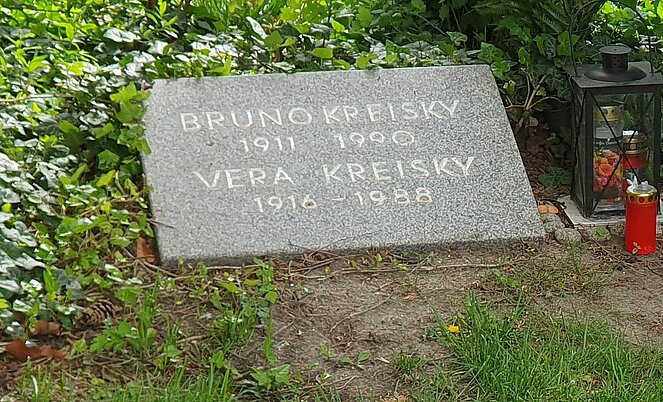 BRUNO KREISKY
1911 - 1990
VERA KREISKY
1916 - 1988